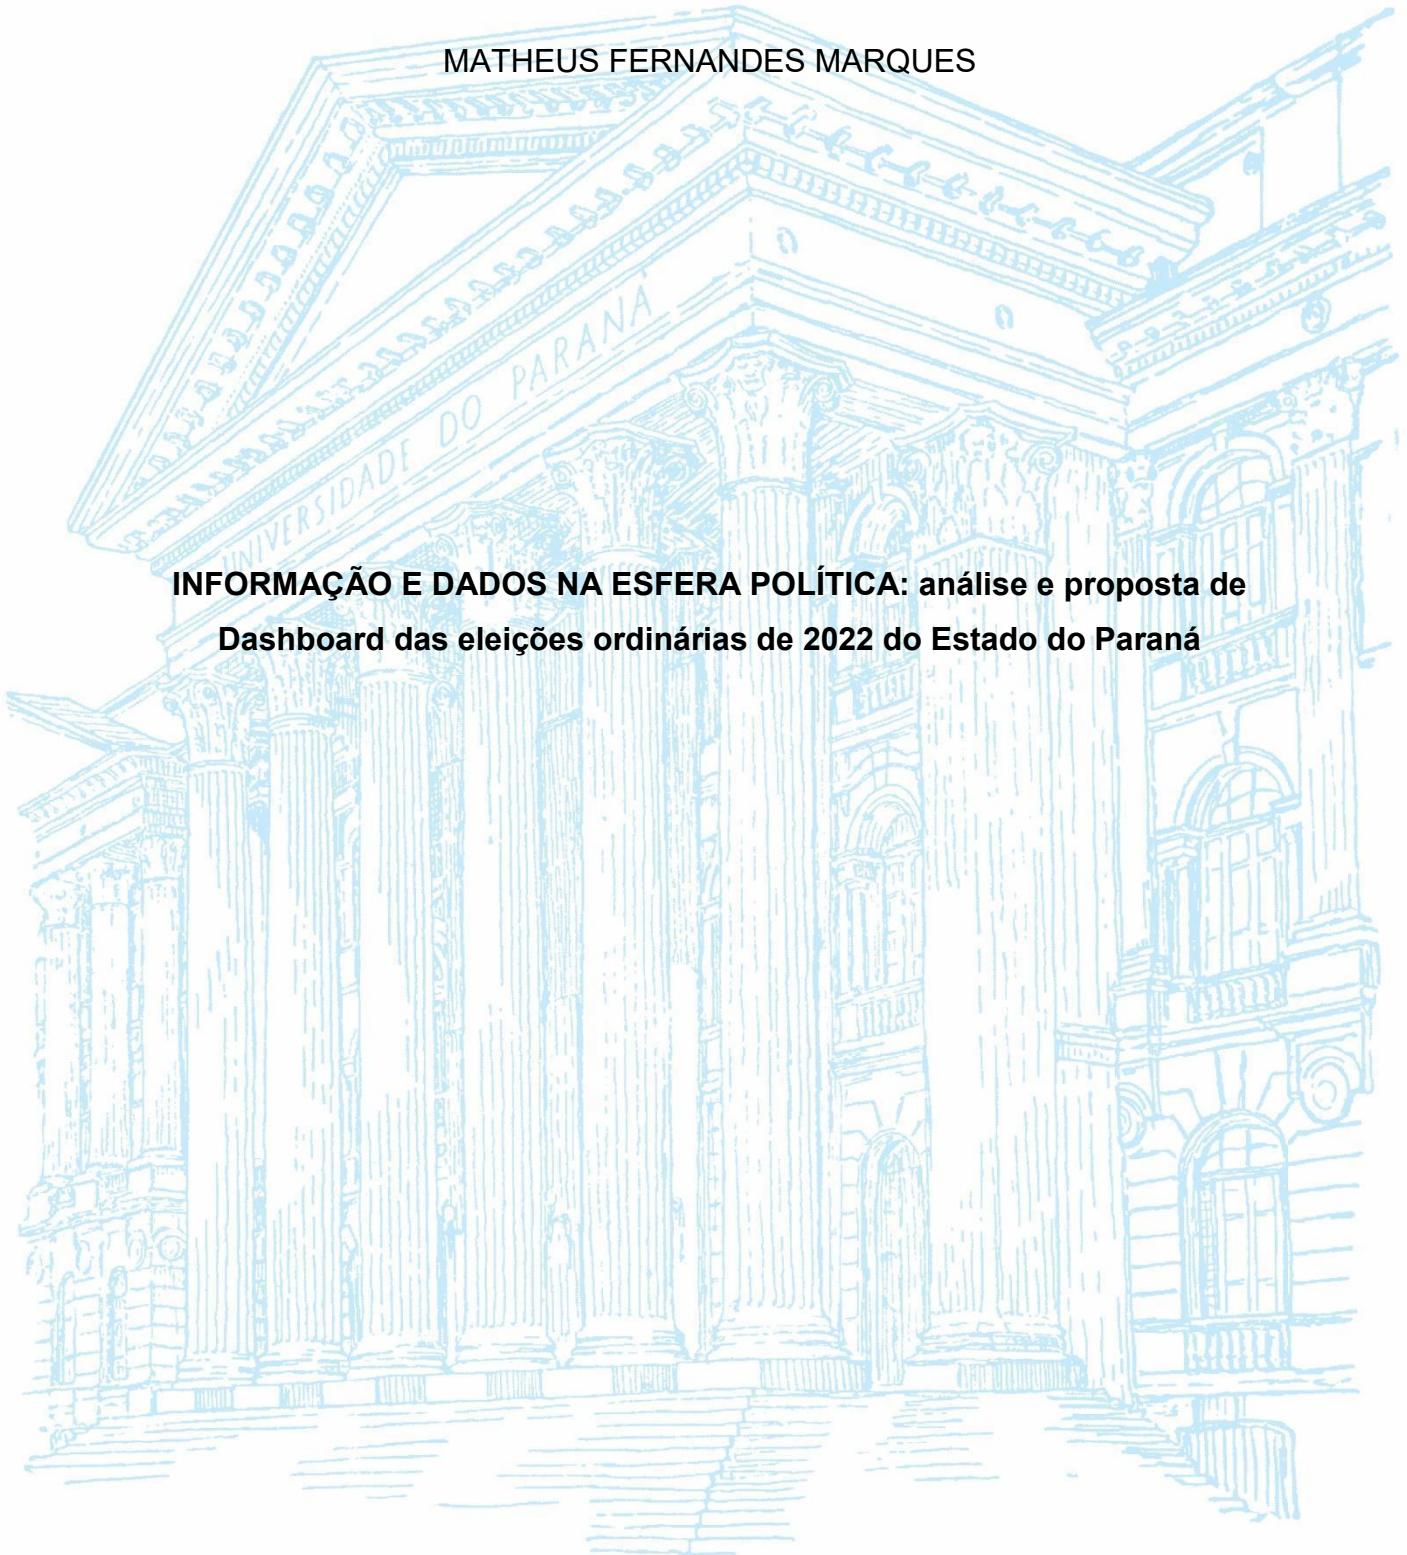 MATHEUS FERNANDES MARQUES
UNIVERSIDADE DO PARANÁ
INFORMAÇÃO E DADOS NA ESFERA POLÍTICA: análise e proposta de
Dashboard das eleições ordinárias de 2022 do Estado do Paraná